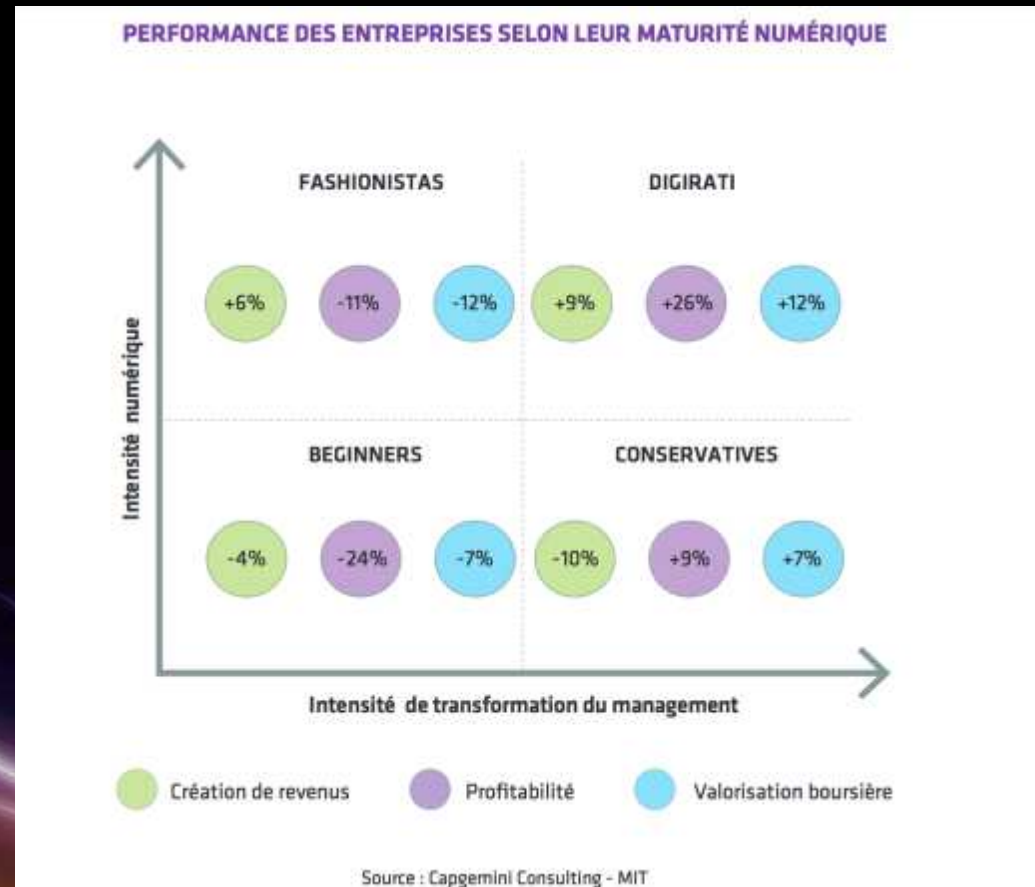 PERFORMANCE DES ENTREPRISES SELON LEUR MATURITÉ NUMÉRIQUE
FASHIONISTAS
DIGIRATI
+6%
-11%
-12%
+9%
+26%
+12%
Intensité numérique
BEGINNERS
CONSERVATIVES
-4%
-24%
-7%
-10%
+9%
+7%
Intensité de transformation du management
Création de revenus
Profitabilité
Valorisation boursière
Source : Capgemini Consulting - MIT